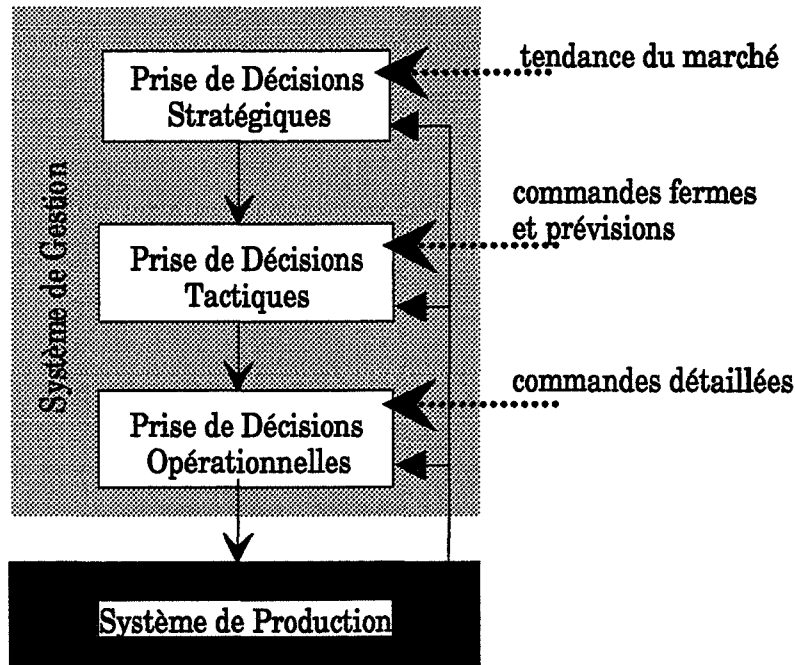 tendance du marché
Prise de Décisions
Stratégiques
commandes fermes
et prévisions
Prise de Décisions
Tactiques
Système de Gestion
commandes détaillées
Prise de Décisions
Opérationnelles
Système de Production